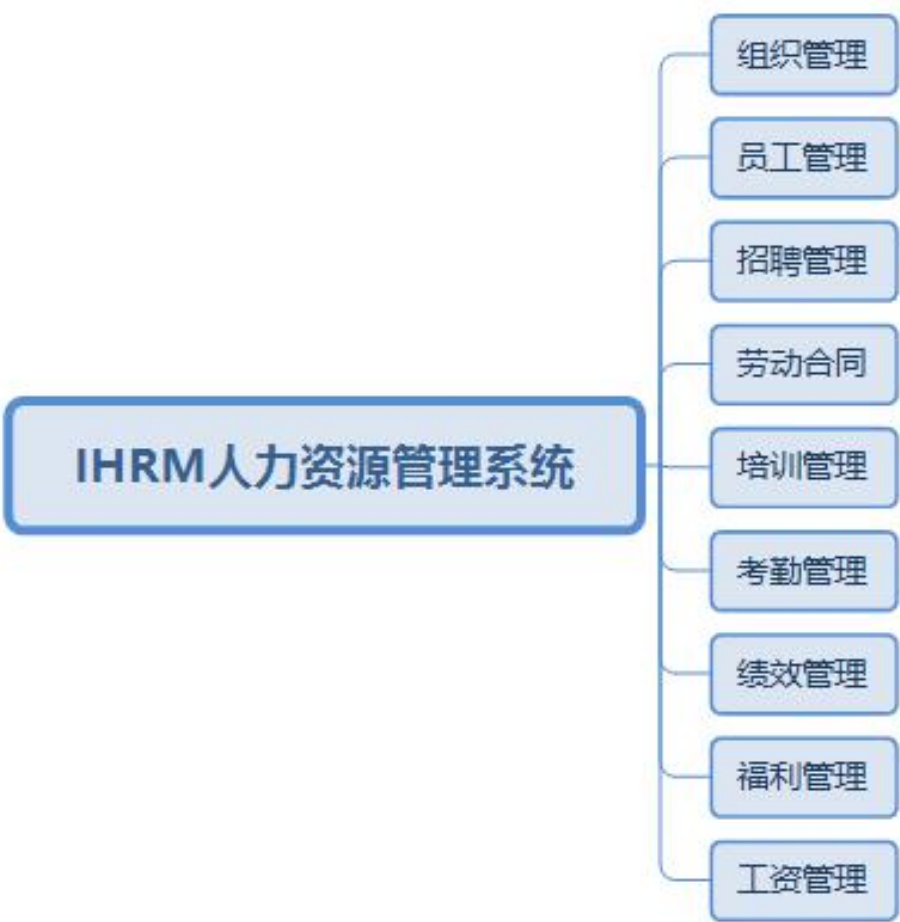 组织管理
员工管理
招聘管理
劳动合同
IHRM人力资源管理系统
培训管理
考勤管理
绩效管理
福利管理
工资管理